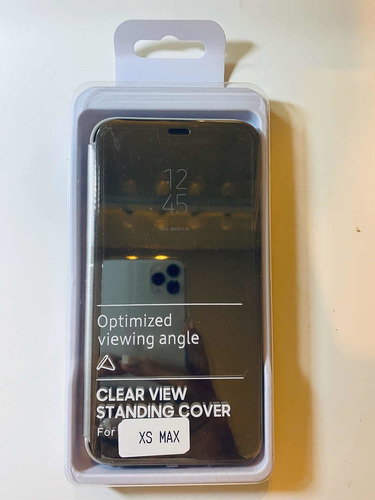 12
45
Optimized
viewing angle
CLEAR VIEW
STANDING COVER
For
XS MAX